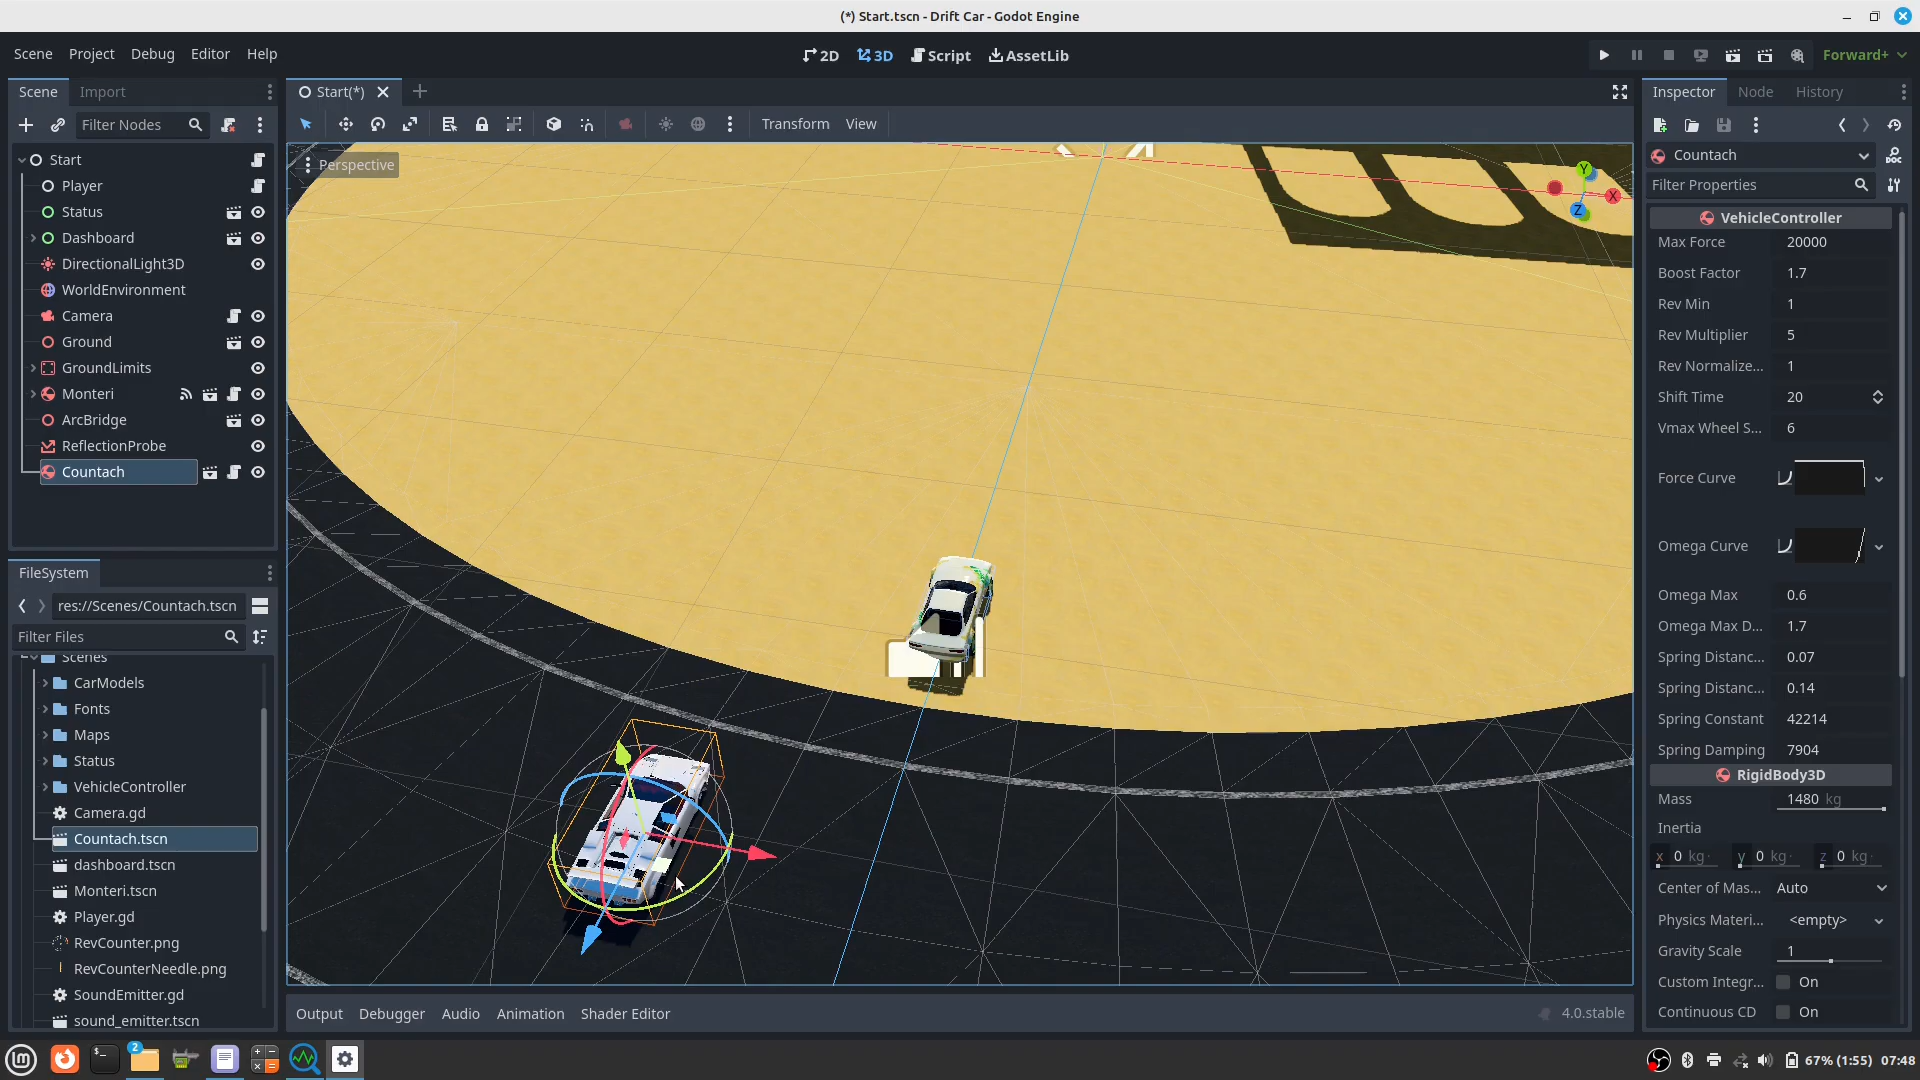 (*) Start.tscn - Drift Car - Godot Engine
Scene Project Debug Editor Help
2D 3D Script AssetLib
Forward+
Scene Import
Start(*)
Inspector Node History
Filter Nodes
Transform View
Perspective
Start
Player
Status
Dashboard
DirectionalLight3D
WorldEnvironment
Camera
Ground
GroundLimits
Monteri
ArcBridge
ReflectionProbe
Countach
FileSystem
res://Scenes/Countach.tscn
Filter Files
Scenes
CarModels
Fonts
Maps
Status
VehicleController
Camera.gd
Countach.tscn
dashboard.tscn
Monteri.tscn
Player.gd
RevCounter.png
RevCounterNeedle.png
SoundEmitter.gd
sound_emitter.tscn
Y
X
Z
Output Debugger Audio Animation Shader Editor
4.0.stable
Countach
Filter Properties
VehicleController
Max Force 20000
Boost Factor 1.7
Rev Min 1
Rev Multiplier 5
Rev Normalize... 1
Shift Time 20
Vmax Wheel S... 6
Force Curve
Omega Curve
Omega Max 0.6
Omega Max D... 1.7
Spring Distanc... 0.07
Spring Distanc... 0.14
Spring Constant 42214
Spring Damping 7904
RigidBody3D
Mass 1480 kg
Inertia
x 0 kg· y 0 kg· z 0 kg·
Center of Mas... Auto
Physics Materi... <empty>
Gravity Scale 1
Custom Integr... On
Continuous CD On
2
67% (1:55) 07:48